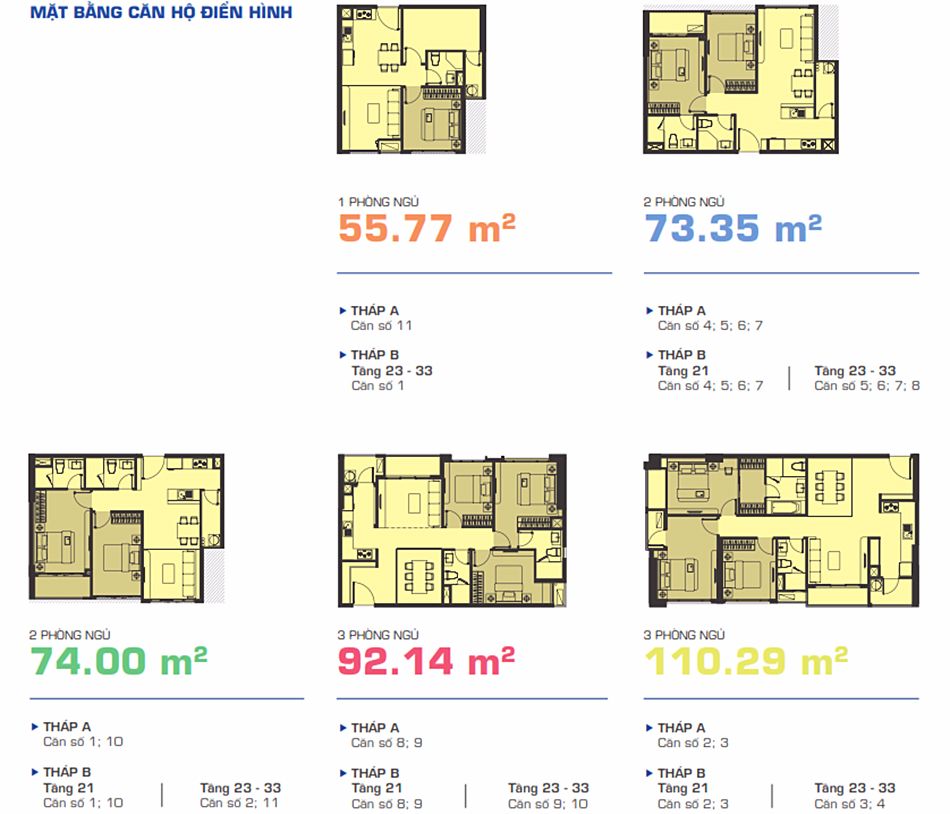 MẶT BẰNG CĂN HỘ ĐIỂN HÌNH
1 PHÒNG NGỦ
55.77 m²
▶ THÁP A
Căn số 11
▶ THÁP B
Tầng 23 - 33
Căn số 1
2 PHÒNG NGỦ
73.35 m²
▶ THÁP A
Căn số 4; 5; 6; 7
▶ THÁP B
Tầng 21
Căn số 4; 5; 6; 7
Tầng 23 - 33
Căn số 5; 6; 7; 8
2 PHÒNG NGỦ
74.00 m²
▶ THÁP A
Căn số 1; 10
▶ THÁP B
Tầng 21
Căn số 1; 10
Tầng 23 - 33
Căn số 2; 11
3 PHÒNG NGỦ
92.14 m²
▶ THÁP A
Căn số 8; 9
▶ THÁP B
Tầng 21
Căn số 8; 9
Tầng 23 - 33
Căn số 9; 10
3 PHÒNG NGỦ
110.29 m²
▶ THÁP A
Căn số 2; 3
▶ THÁP B
Tầng 21
Căn số 2; 3
Tầng 23 - 33
Căn số 3; 4